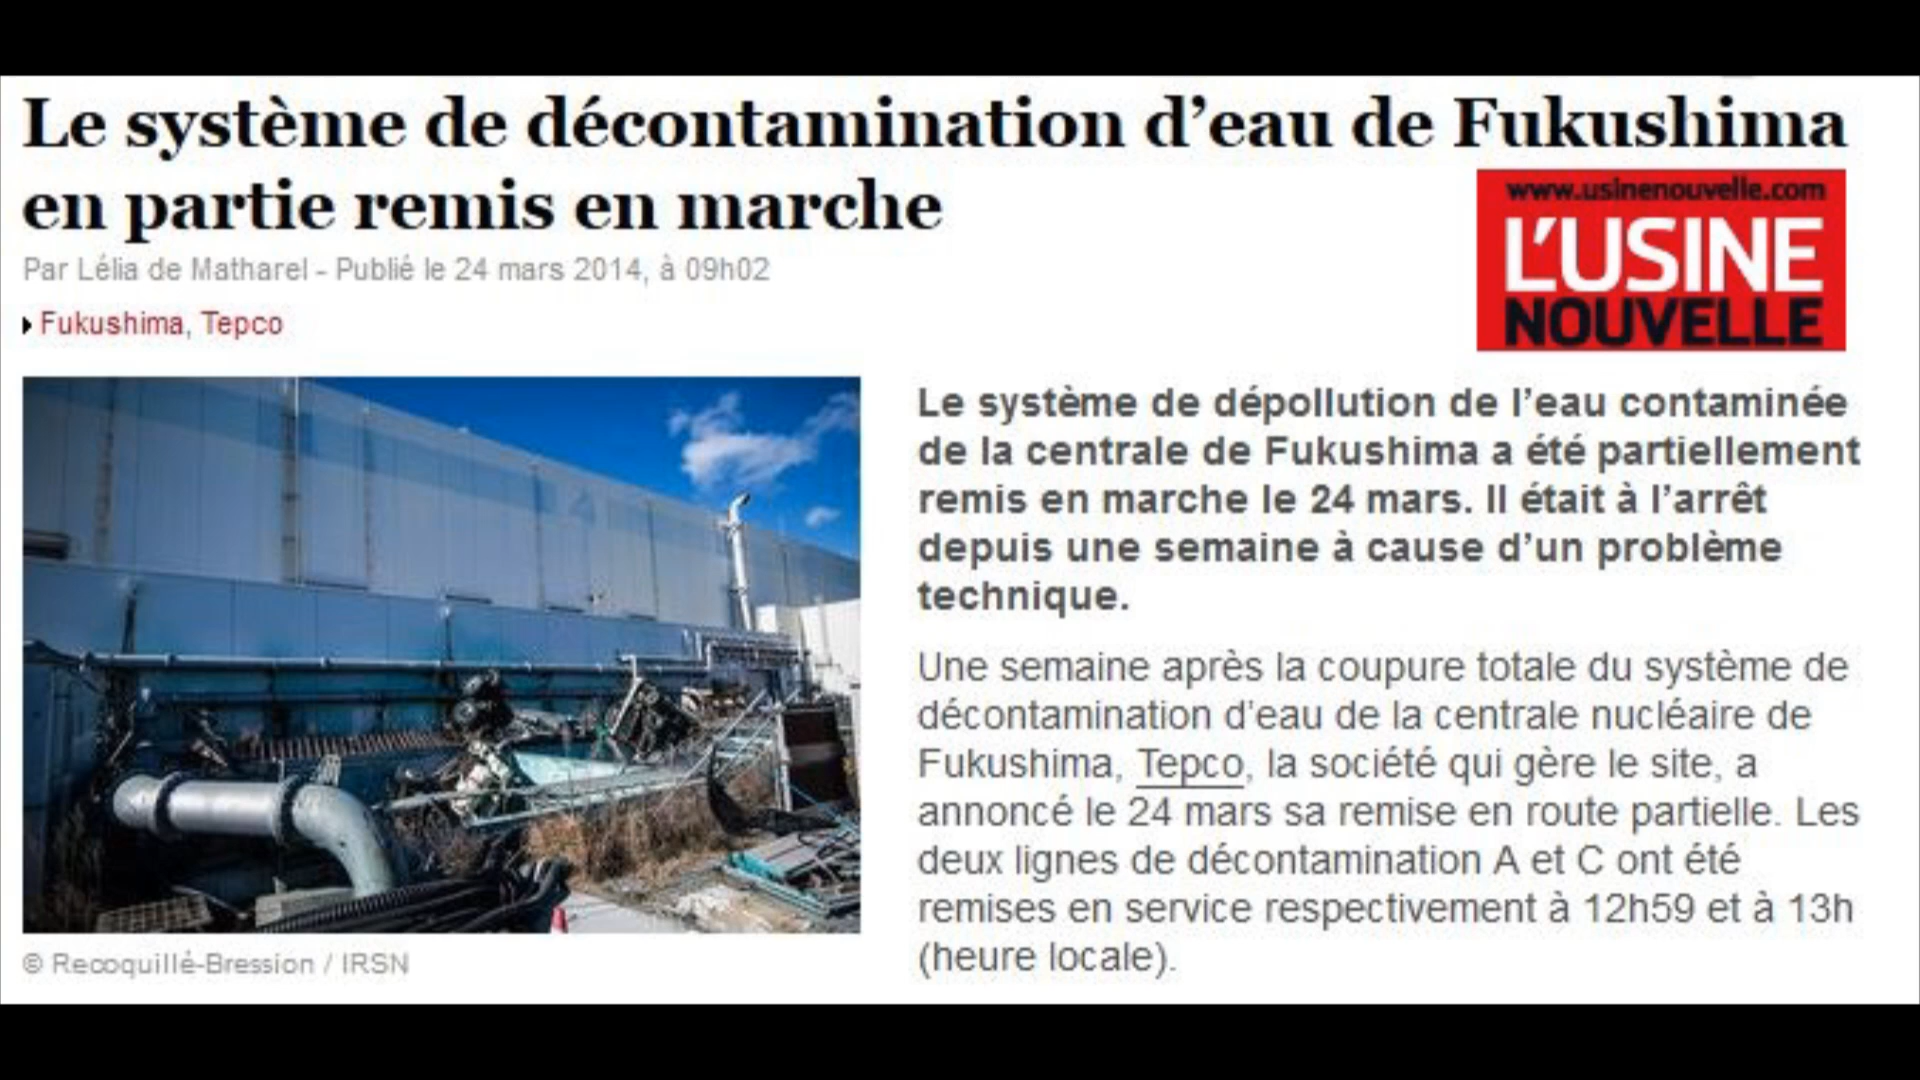 Le système de décontamination d'eau de Fukushima
en partie remis en marche
www.usinenouvelle.com
L'USINE
NOUVELLE
Par Lélia de Matharel - Publié le 24 mars 2014, à 09h02
Fukushima, Tepco
© Recoquillé-Bression / IRSN
Le système de dépollution de l'eau contaminée
de la centrale de Fukushima a été partiellement
remis en marche le 24 mars. Il était à l'arrêt
depuis une semaine à cause d'un problème
technique.
Une semaine après la coupure totale du système de
décontamination d'eau de la centrale nucléaire de
Fukushima, Tepco, la société qui gère le site, a
annoncé le 24 mars sa remise en route partielle. Les
deux lignes de décontamination A et C ont été
remises en service respectivement à 12h59 et à 13h
(heure locale).